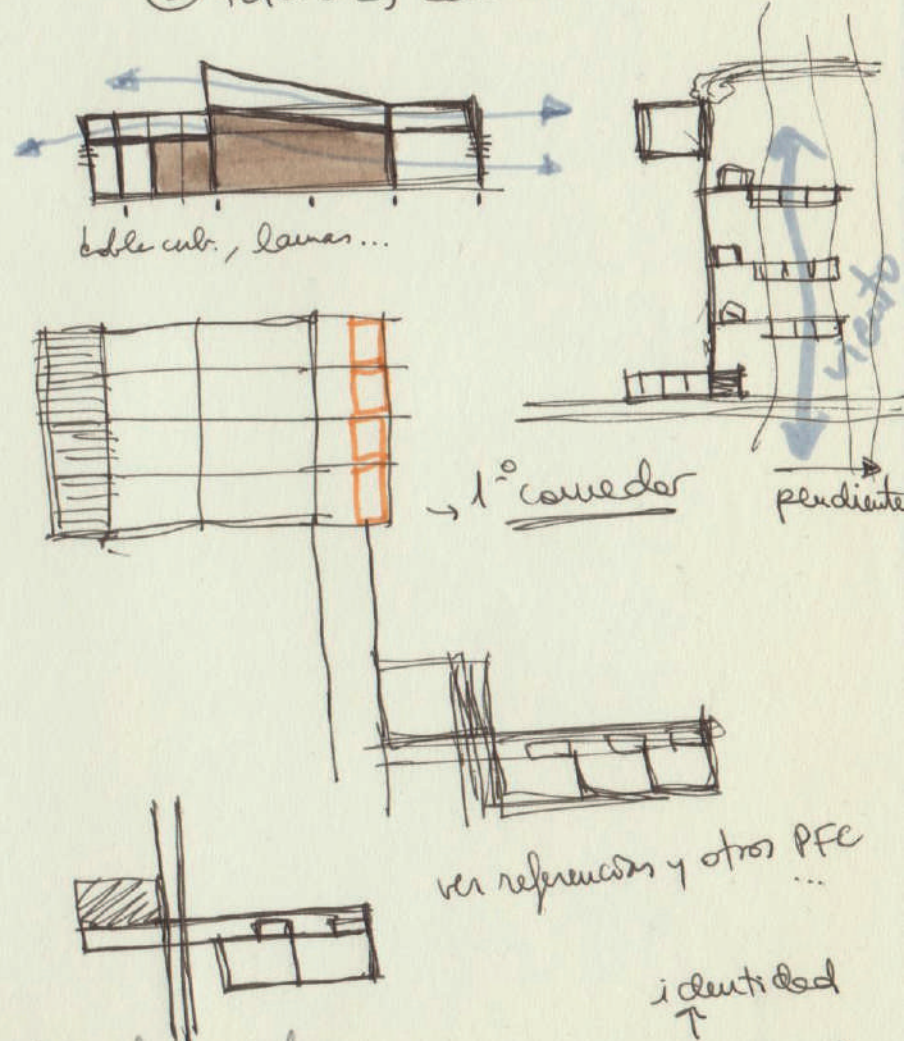 doble cub., lamas...
viento
→ 1º comedor
pendiente
ver referencias y otros PFC
...
identidad
↑